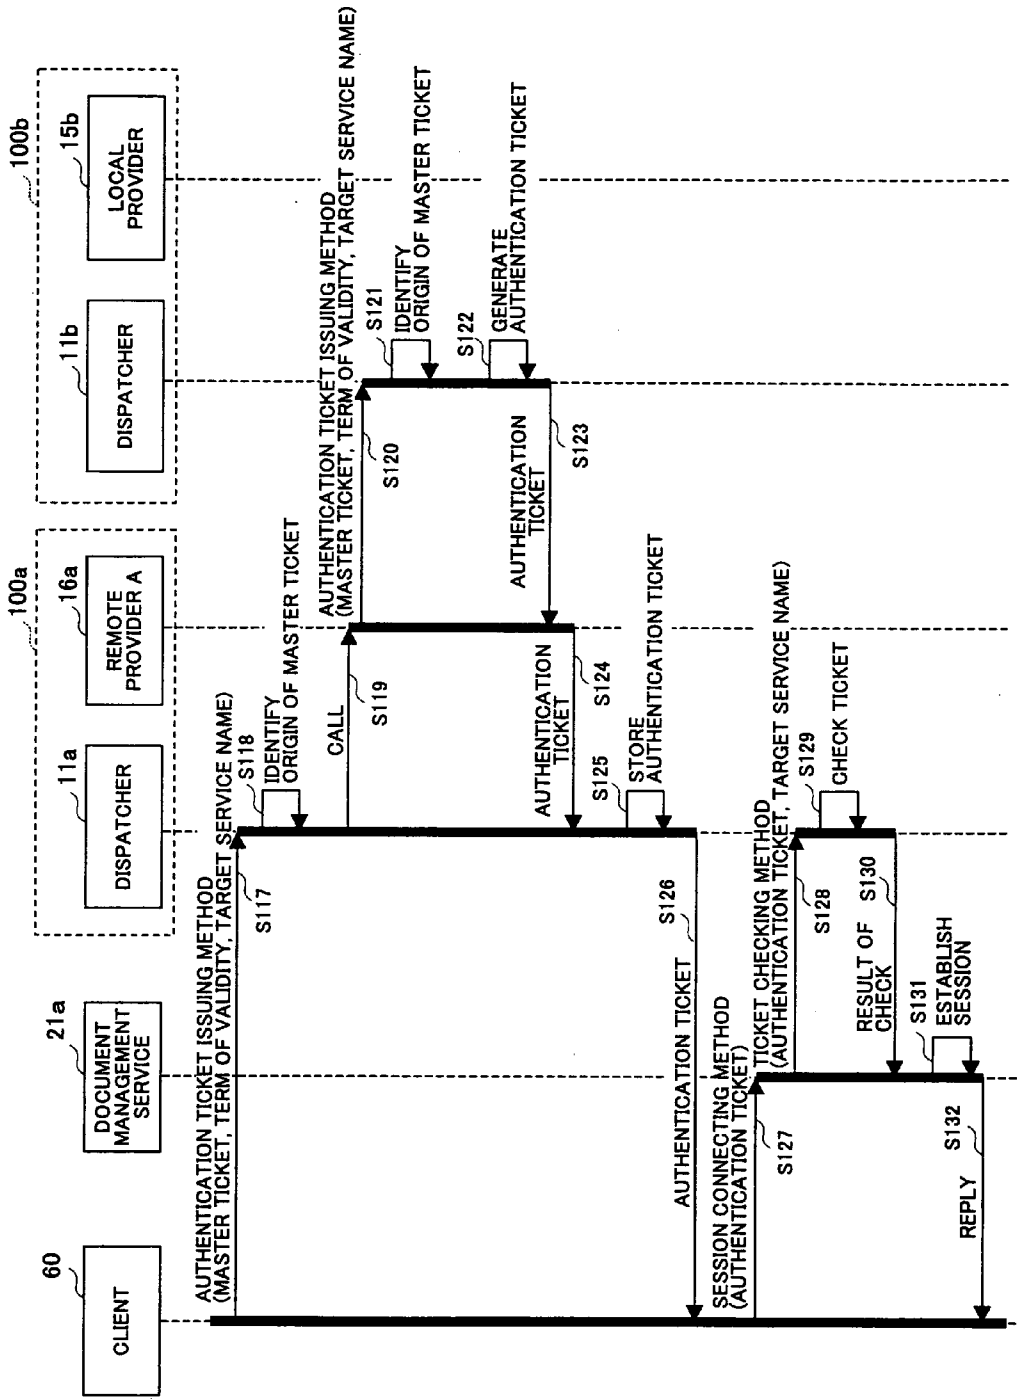 60
CLIENT
21a
DOCUMENT
MANAGEMENT
SERVICE
100a
11a
DISPATCHER
16a
REMOTE
PROVIDER A
100b
11b
DISPATCHER
15b
LOCAL
PROVIDER
AUTHENTICATION TICKET ISSUING METHOD
(MASTER TICKET, TERM OF VALIDITY, TARGET SERVICE NAME)
S117
S118
IDENTIFY
ORIGIN OF MASTER TICKET
CALL
S119
AUTHENTICATION TICKET ISSUING METHOD
(MASTER TICKET, TERM OF VALIDITY, TARGET SERVICE NAME)
S120
S121
IDENTIFY
ORIGIN OF MASTER TICKET
S122
GENERATE
AUTHENTICATION TICKET
AUTHENTICATION
TICKET
S123
AUTHENTICATION
TICKET
S124
S125
STORE
AUTHENTICATION TICKET
AUTHENTICATION TICKET
S126
SESSION CONNECTING METHOD
(AUTHENTICATION TICKET)
S127
TICKET CHECKING METHOD
(AUTHENTICATION TICKET, TARGET SERVICE NAME)
S128
S129
CHECK TICKET
RESULT OF
CHECK
S130
S131
ESTABLISH
SESSION
REPLY
S132